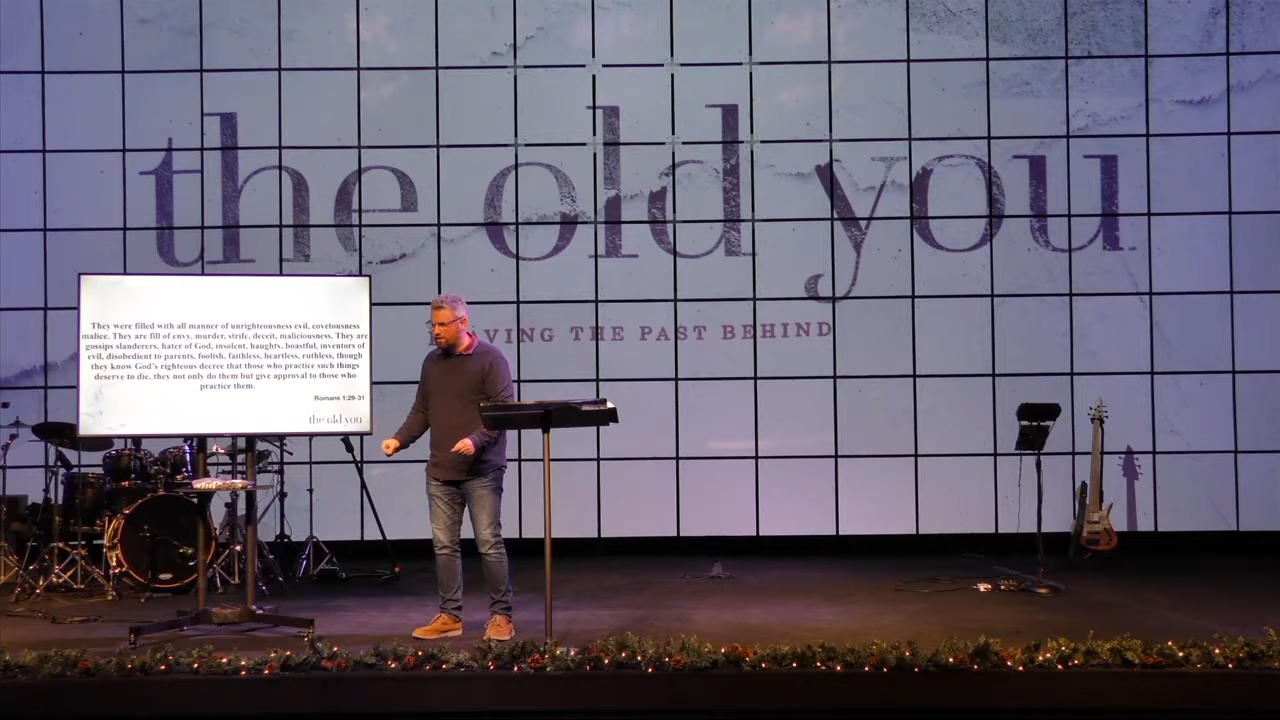 the old you
VING THE PAST BEHIND
They were filled with all manner of unrighteousness evil, covetousness
malice. They are fill of envy, murder, strife, deceit, maliciousness. They are
gossips slanderers, hater of God, insolent, haughts, boastful, inventors of
evil, disobedient to parents, foolish, faithless, heartless, ruthless, though
they know God's righteous decree that those who practice such things
deserve to die, they not only do them but give approval to those who
practice them.
Romans 1:29-31
the old you